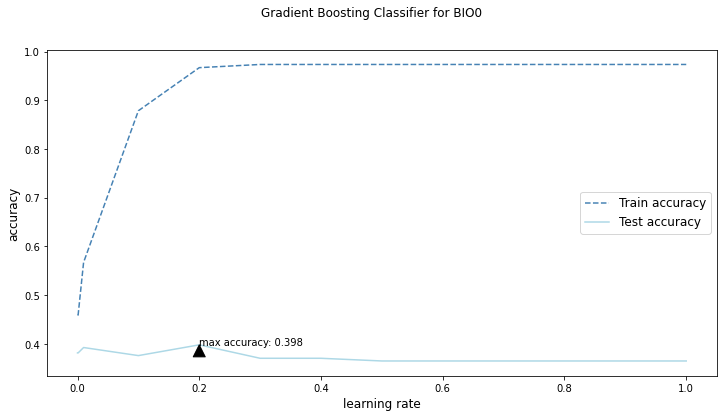 Gradient Boosting Classifier for BIO0
1.0
0.9
0.8
0.7
0.6
0.5
0.4
accuracy
Train accuracy
Test accuracy
max accuracy: 0.398
0.0
0.2
0.4
0.6
0.8
1.0
learning rate